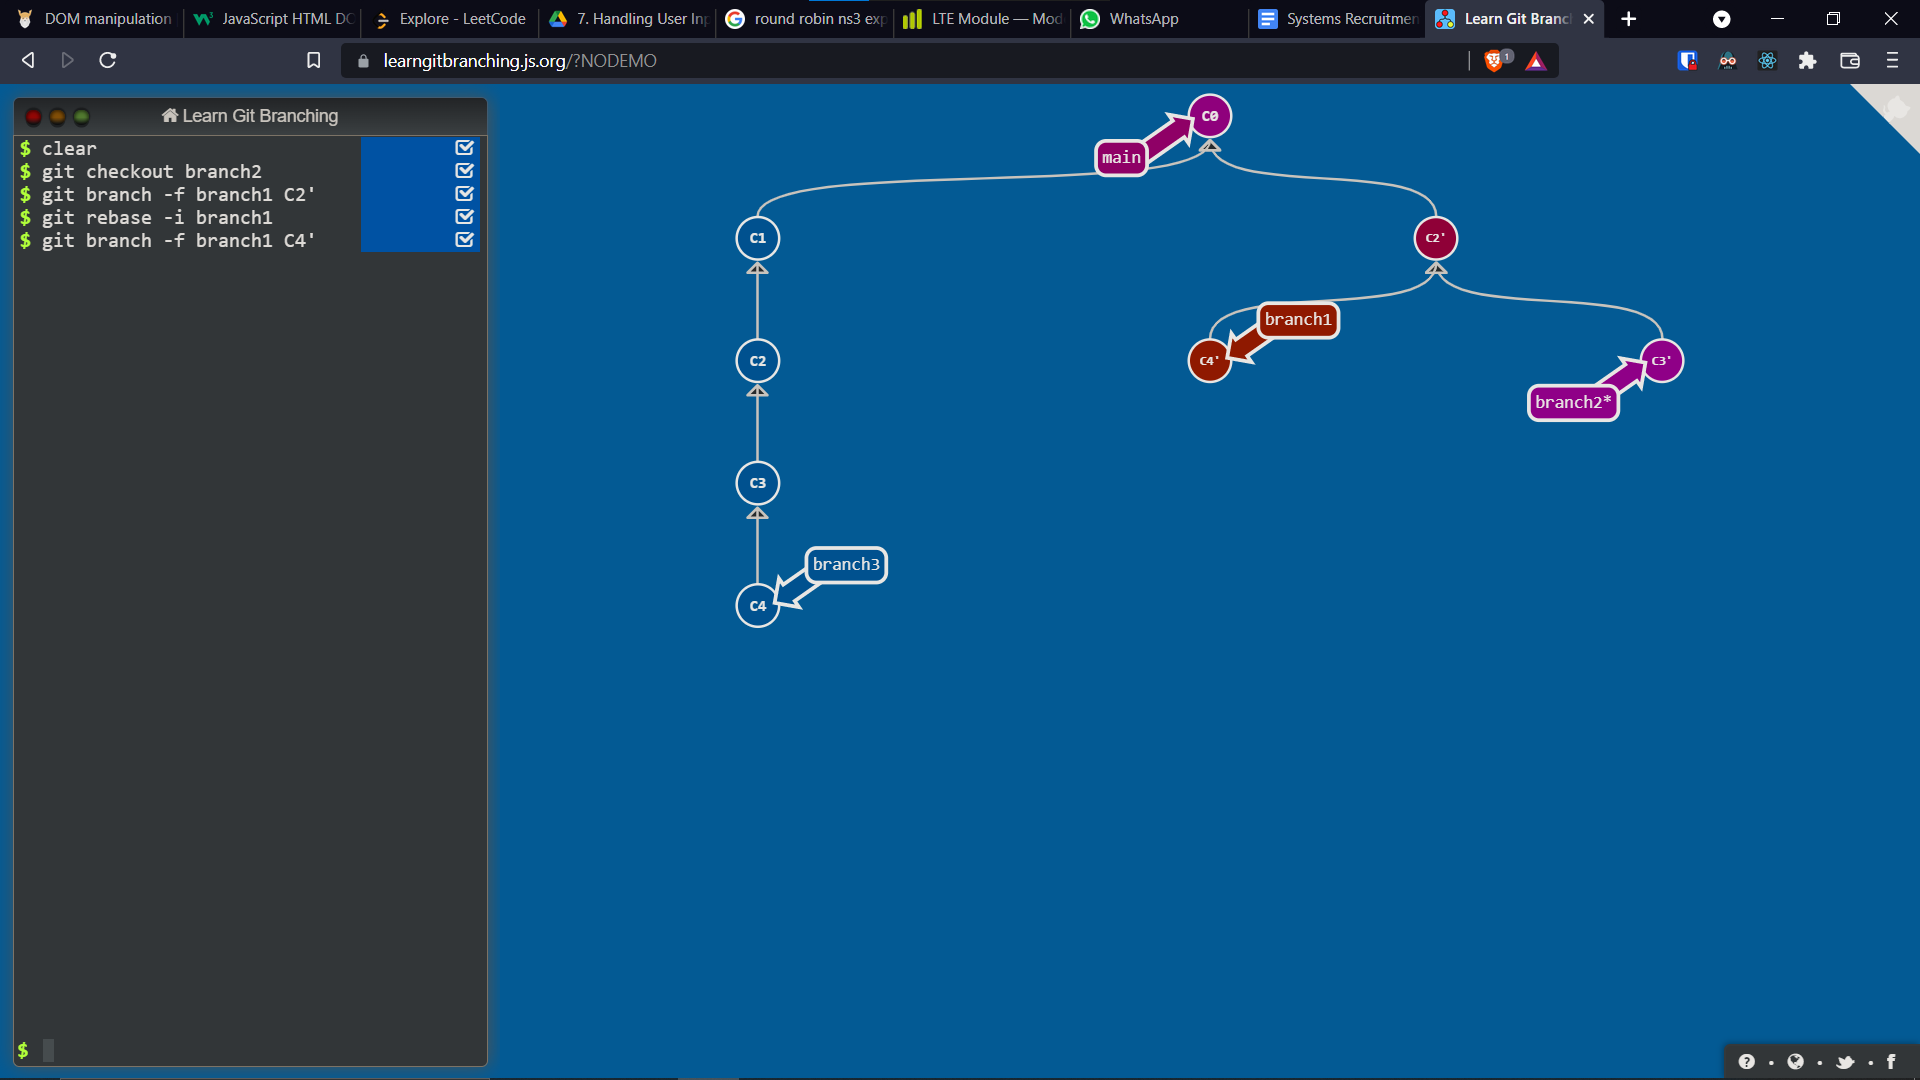 DOM manipulation
JavaScript HTML DO
Explore - LeetCode
7. Handling User Inp
round robin ns3 exp
LTE Module — Mod
WhatsApp
Systems Recruitmen
Learn Git Branc
learngitbranching.js.org/?NODEMO
1
Learn Git Branching
$ clear
$ git checkout branch2
$ git branch -f branch1 C2'
$ git rebase -i branch1
$ git branch -f branch1 C4'
$
C0
main
C1
C2'
branch1
C2
C4'
C3'
branch2*
C3
branch3
C4